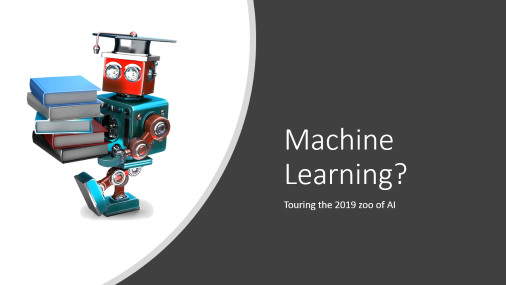 Machine
Learning?
Touring the 2019 zoo of AI